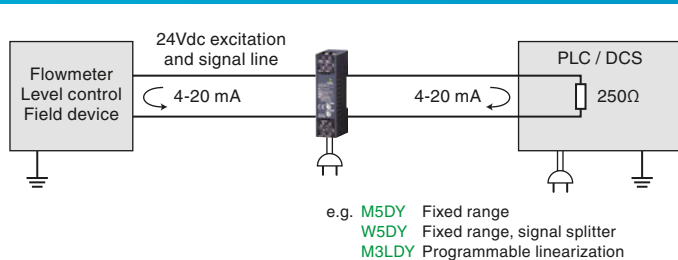 24Vdc excitation
and signal line
Flowmeter
Level control
Field device
4-20 mA
4-20 mA
PLC / DCS
250Ω
e.g. M5DY Fixed range
W5DY Fixed range, signal splitter
M3LDY Programmable linearization